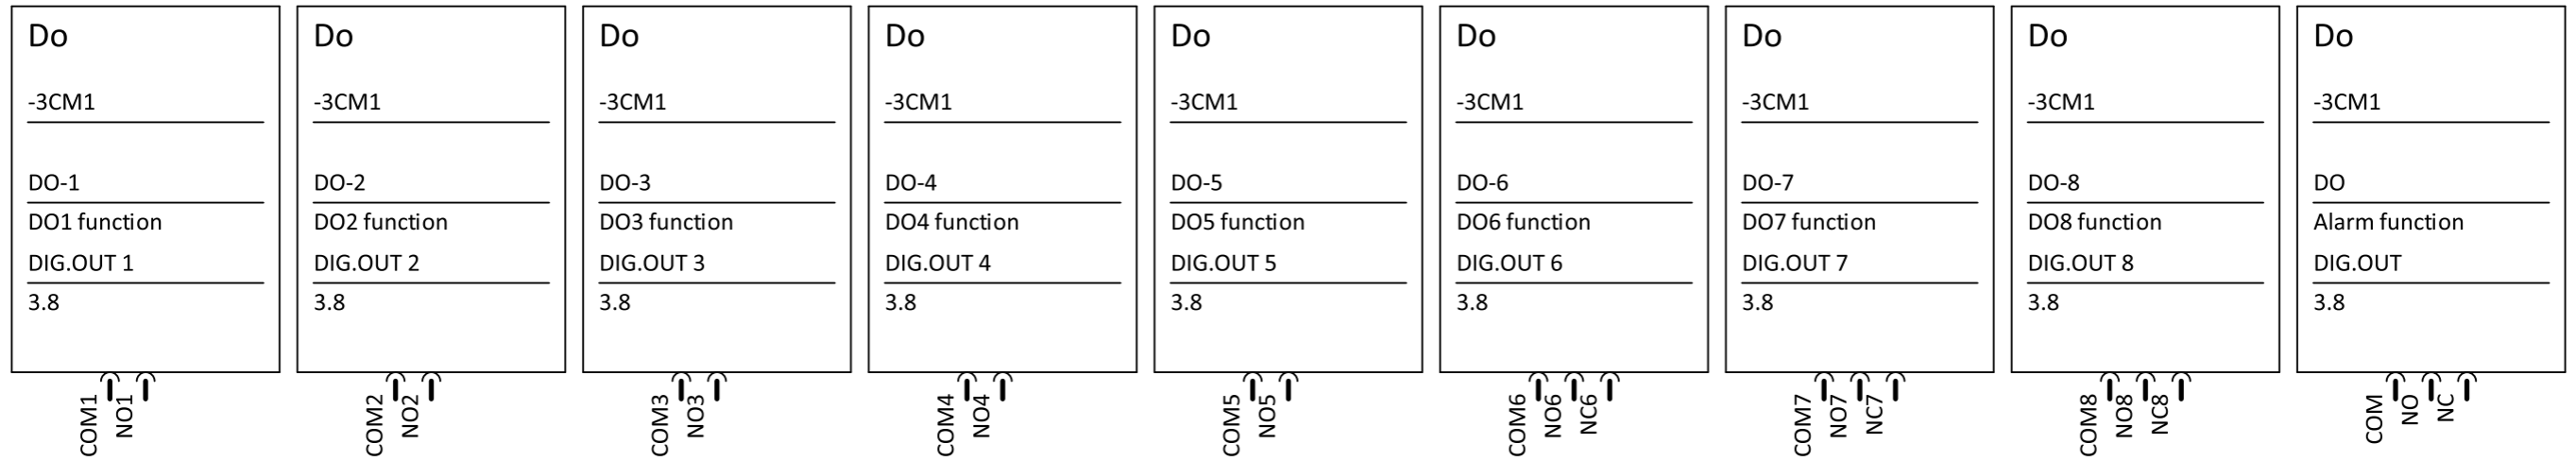 Do
-3CM1
DO-1
DO1 function
DIG.OUT 1
3.8
COM1
NO1
Do
-3CM1
DO-2
DO2 function
DIG.OUT 2
3.8
COM2
NO2
Do
-3CM1
DO-3
DO3 function
DIG.OUT 3
3.8
COM3
NO3
Do
-3CM1
DO-4
DO4 function
DIG.OUT 4
3.8
COM4
NO4
Do
-3CM1
DO-5
DO5 function
DIG.OUT 5
3.8
COM5
NO5
Do
-3CM1
DO-6
DO6 function
DIG.OUT 6
3.8
COM6
NO6
NC6
Do
-3CM1
DO-7
DO7 function
DIG.OUT 7
3.8
COM7
NO7
NC7
Do
-3CM1
DO-8
DO8 function
DIG.OUT 8
3.8
COM8
NO8
NC8
Do
-3CM1
DO
Alarm function
DIG.OUT
3.8
COM
NO
NC